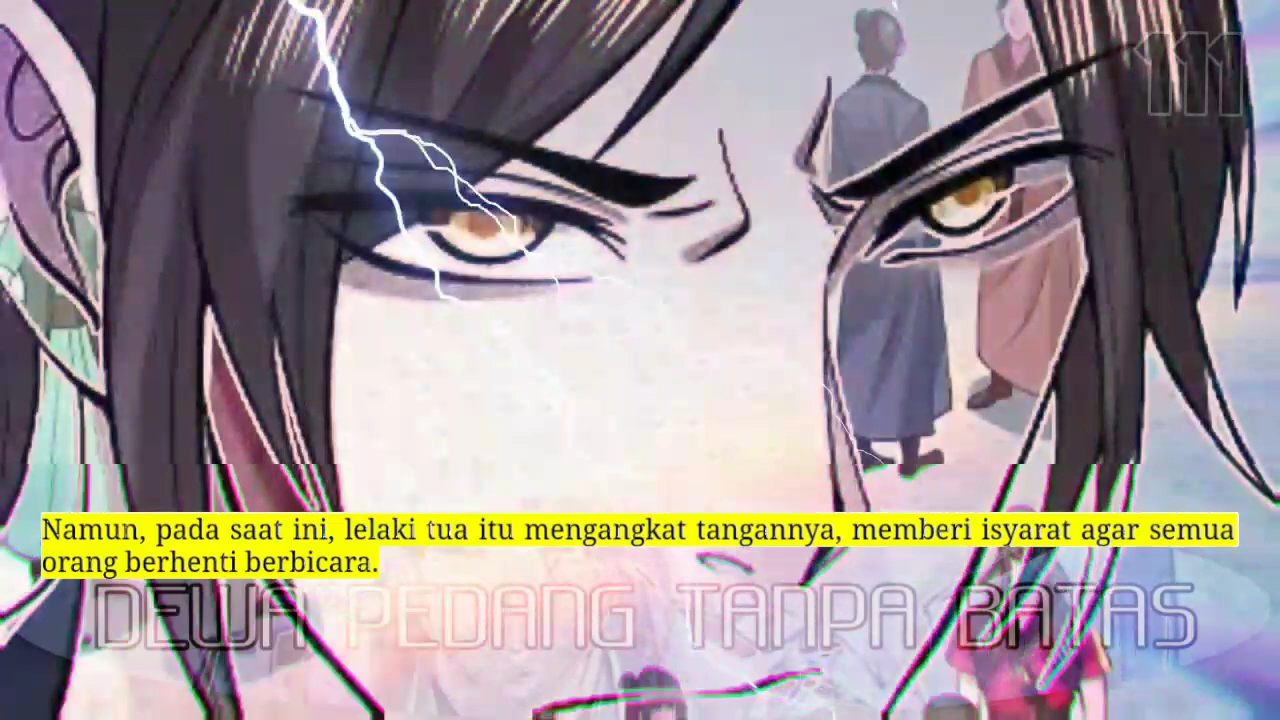 111
Namun, pada saat ini, lelaki tua itu mengangkat tangannya, memberi isyarat agar semua
orang berhenti berbicara.
DEWA PEDANG TANPA BATAS